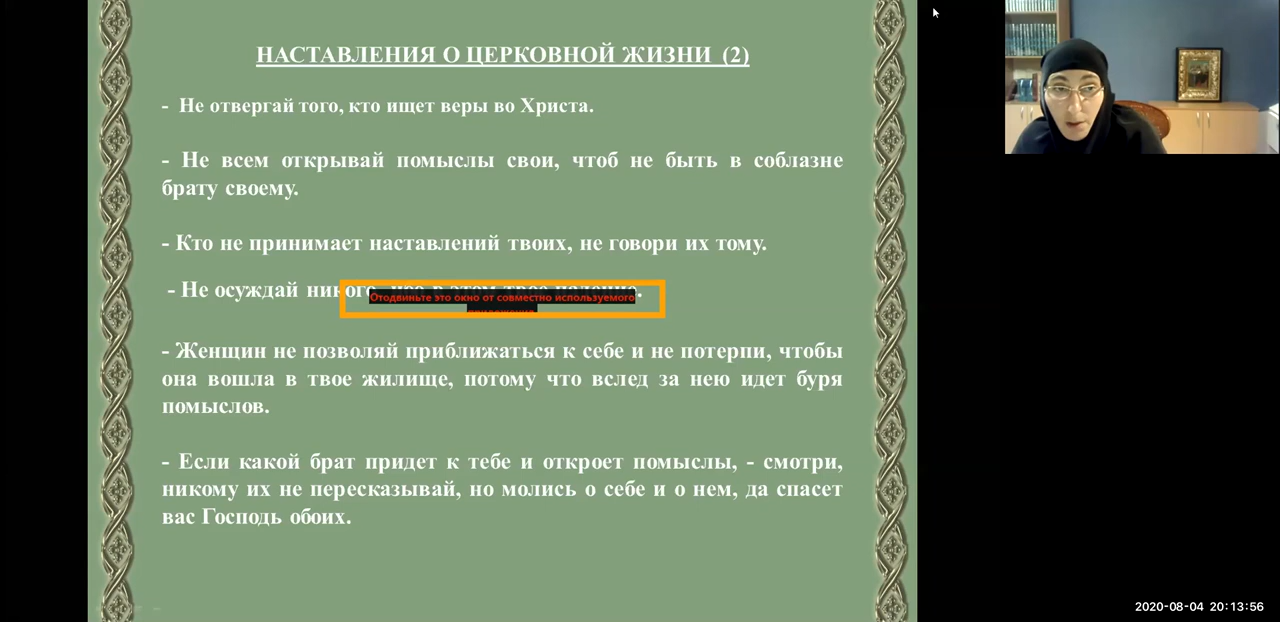 НАСТАВЛЕНИЯ О ЦЕРКОВНОЙ ЖИЗНИ (2)
- Не отвергай того, кто ищет веры во Христа.
- Не всем открывай помыслы свои, чтоб не быть в соблазне
брату своему.
- Кто не принимает наставлений твоих, не говори их тому.
- Не осуждай никого,
Отодвиньте это окно от совместно используемого
- Женщин не позволяй приближаться к себе и не потерпи, чтобы
она вошла в твое жилище, потому что вслед за нею идет буря
помыслов.
- Если какой брат придет к тебе и откроет помыслы, - смотри,
никому их не пересказывай, но молись о себе и о нем, да спасет
вас Господь обоих.
2020-08-04 20:13:56